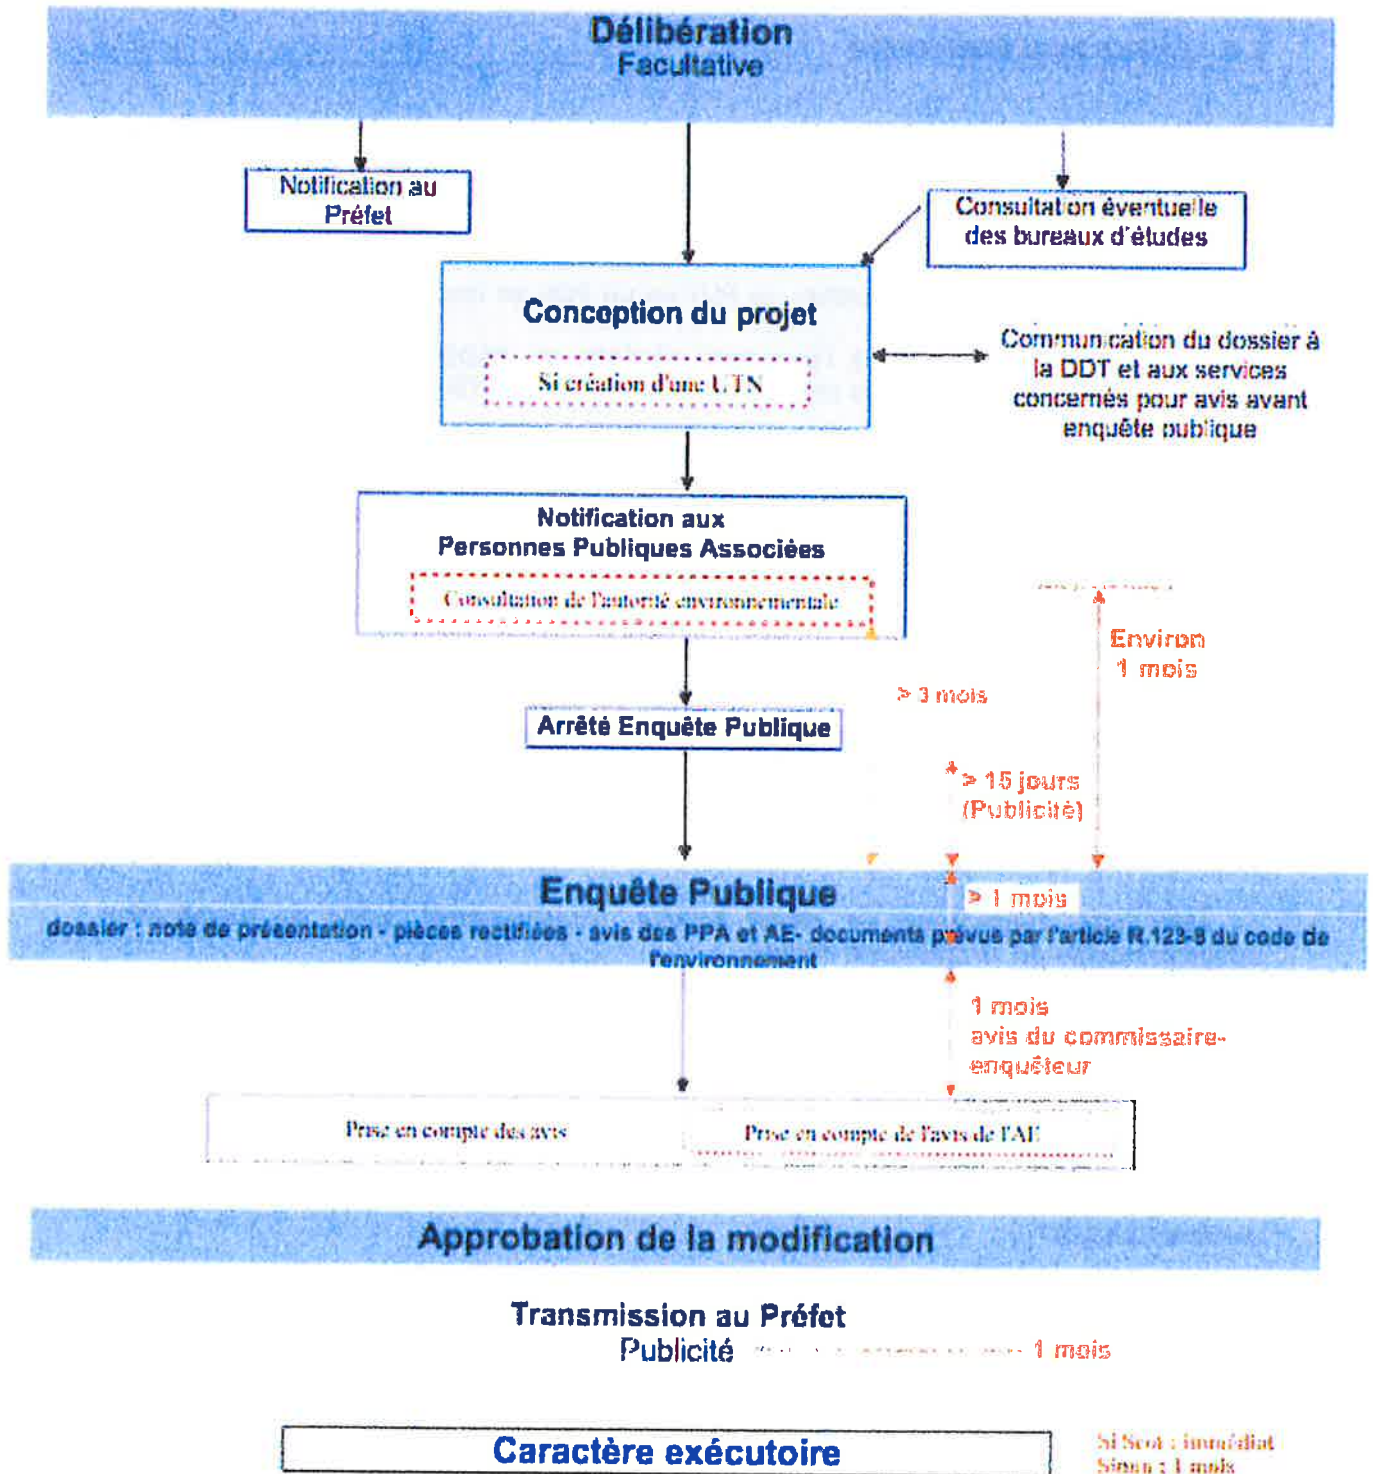 Délibération
Facultative
Notification au
Préfet
Consultation éventuelle
des bureaux d'études
Conception du projet
Si création d'une UTN
Communication du dossier à
la DDT et aux services
concernés pour avis avant
enquête publique
Notification aux
Personnes Publiques Associées
Consultation de l'autorité environnementale
Environ
1 mois
> 3 mois
Arrêté Enquête Publique
> 15 jours
(Publicité)
Enquête Publique
> 1 mois
dossier : note de présentation - pièces rectifiées - avis des PPA et AE- documents prévus par l'article R.123-8 du code de
l'environnement
1 mois
avis du commissaire-
enquêteur
Prise en compte des avis
Prise en compte de l'avis de l'AE
Approbation de la modification
Transmission au Préfet
Publicité
1 mois
Caractère exécutoire
Si Scot : immédiat
Sinon : 1 mois